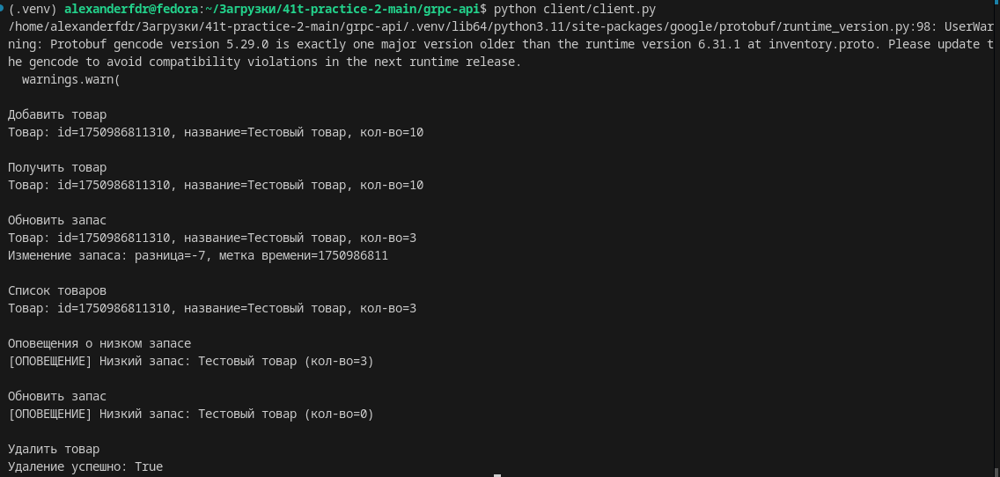 (.venv) alexanderfdr@fedora:~/Загрузки/41t-practice-2-main/grpc-api$ python client/client.py
/home/alexanderfdr/Загрузки/41t-practice-2-main/grpc-api/.venv/lib64/python3.11/site-packages/google/protobuf/runtime_version.py:98: UserWar
ning: Protobuf gencode version 5.29.0 is exactly one major version older than the runtime version 6.31.1 at inventory.proto. Please update t
he gencode to avoid compatibility violations in the next runtime release.
  warnings.warn(
Добавить товар
Товар: id=1750986811310, название=Тестовый товар, кол-во=10
Получить товар
Товар: id=1750986811310, название=Тестовый товар, кол-во=10
Обновить запас
Товар: id=1750986811310, название=Тестовый товар, кол-во=3
Изменение запаса: разница=-7, метка времени=1750986811
Список товаров
Товар: id=1750986811310, название=Тестовый товар, кол-во=3
Оповещения о низком запасе
[ОПОВЕЩЕНИЕ] Низкий запас: Тестовый товар (кол-во=3)
Обновить запас
[ОПОВЕЩЕНИЕ] Низкий запас: Тестовый товар (кол-во=0)
Удалить товар
Удаление успешно: True